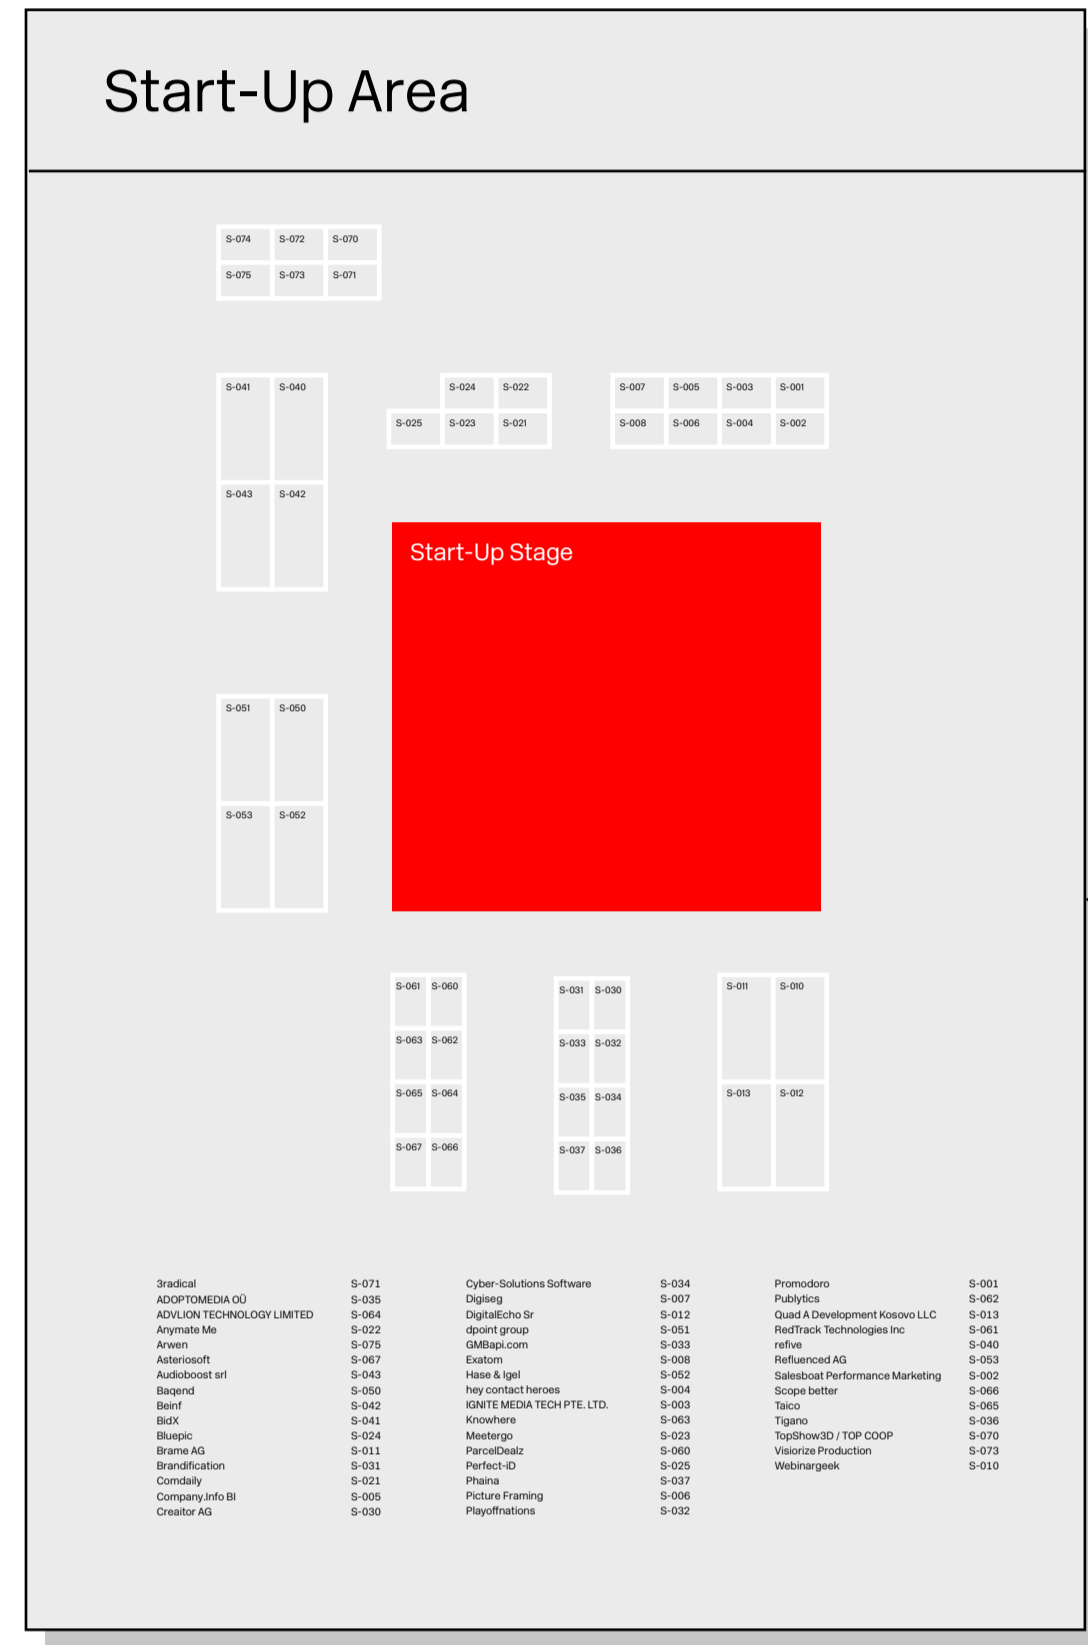 Start-Up Area
S-074 S-072 S-070
S-075 S-073 S-071
S-041 S-040
S-024 S-022
S-007 S-005 S-003 S-001
S-025 S-023 S-021
S-008 S-006 S-004 S-002
S-043 S-042
Start-Up Stage
S-051 S-050
S-053 S-052
S-061 S-060
S-031 S-030
S-011 S-010
S-063 S-062
S-033 S-032
S-065 S-064
S-035 S-034
S-013 S-012
S-067 S-066
S-037 S-036
3radical S-071
ADOPTOMEDIA OÜ S-035
ADVLION TECHNOLOGY LIMITED S-064
Anymate Me S-022
Arwen S-075
Asteriosoft S-067
Audioboost srl S-043
Baqend S-050
Beinf S-042
BidX S-041
Bluepic S-024
Brame AG S-011
Brandification S-031
Comdaily S-021
Company.Info BI S-005
Creaitor AG S-030
Cyber-Solutions Software S-034
Digiseg S-007
DigitalEcho Sr S-012
dpoint group S-051
GMBapi.com S-033
Exatom S-008
Hase & Igel S-052
hey contact heroes S-004
IGNITE MEDIA TECH PTE. LTD. S-003
Knowhere S-063
Meetergo S-023
ParcelDealz S-060
Perfect-iD S-025
Phaina S-037
Picture Framing S-006
Playoffnations S-032
Promodoro S-001
Publytics S-062
Quad A Development Kosovo LLC S-013
RedTrack Technologies Inc S-061
refive S-040
Refluenced AG S-053
Salesboat Performance Marketing S-002
Scope better S-066
Taico S-065
Tigano S-036
TopShow3D / TOP COOP S-070
Visiorize Production S-073
Webinargeek S-010